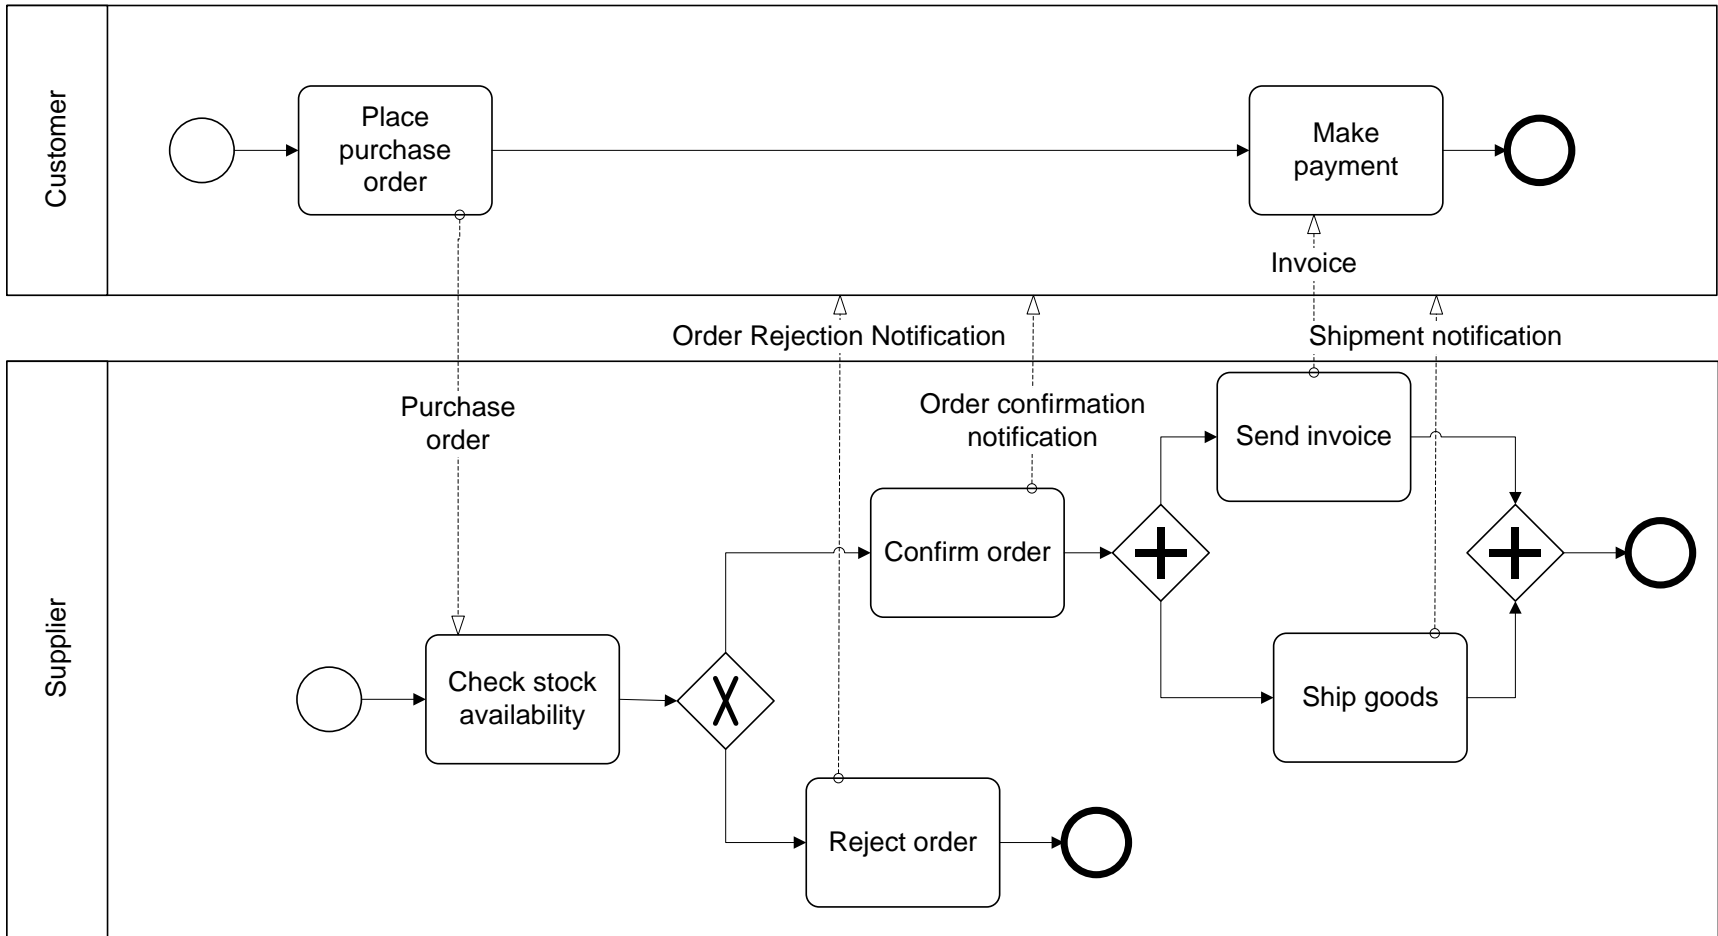 Customer
Place
purchase
order
Make
payment
Invoice
Order Rejection Notification
Shipment notification
Purchase
order
Order confirmation
notification
Send invoice
Confirm order
Supplier
Check stock
availability
X
Ship goods
Reject order